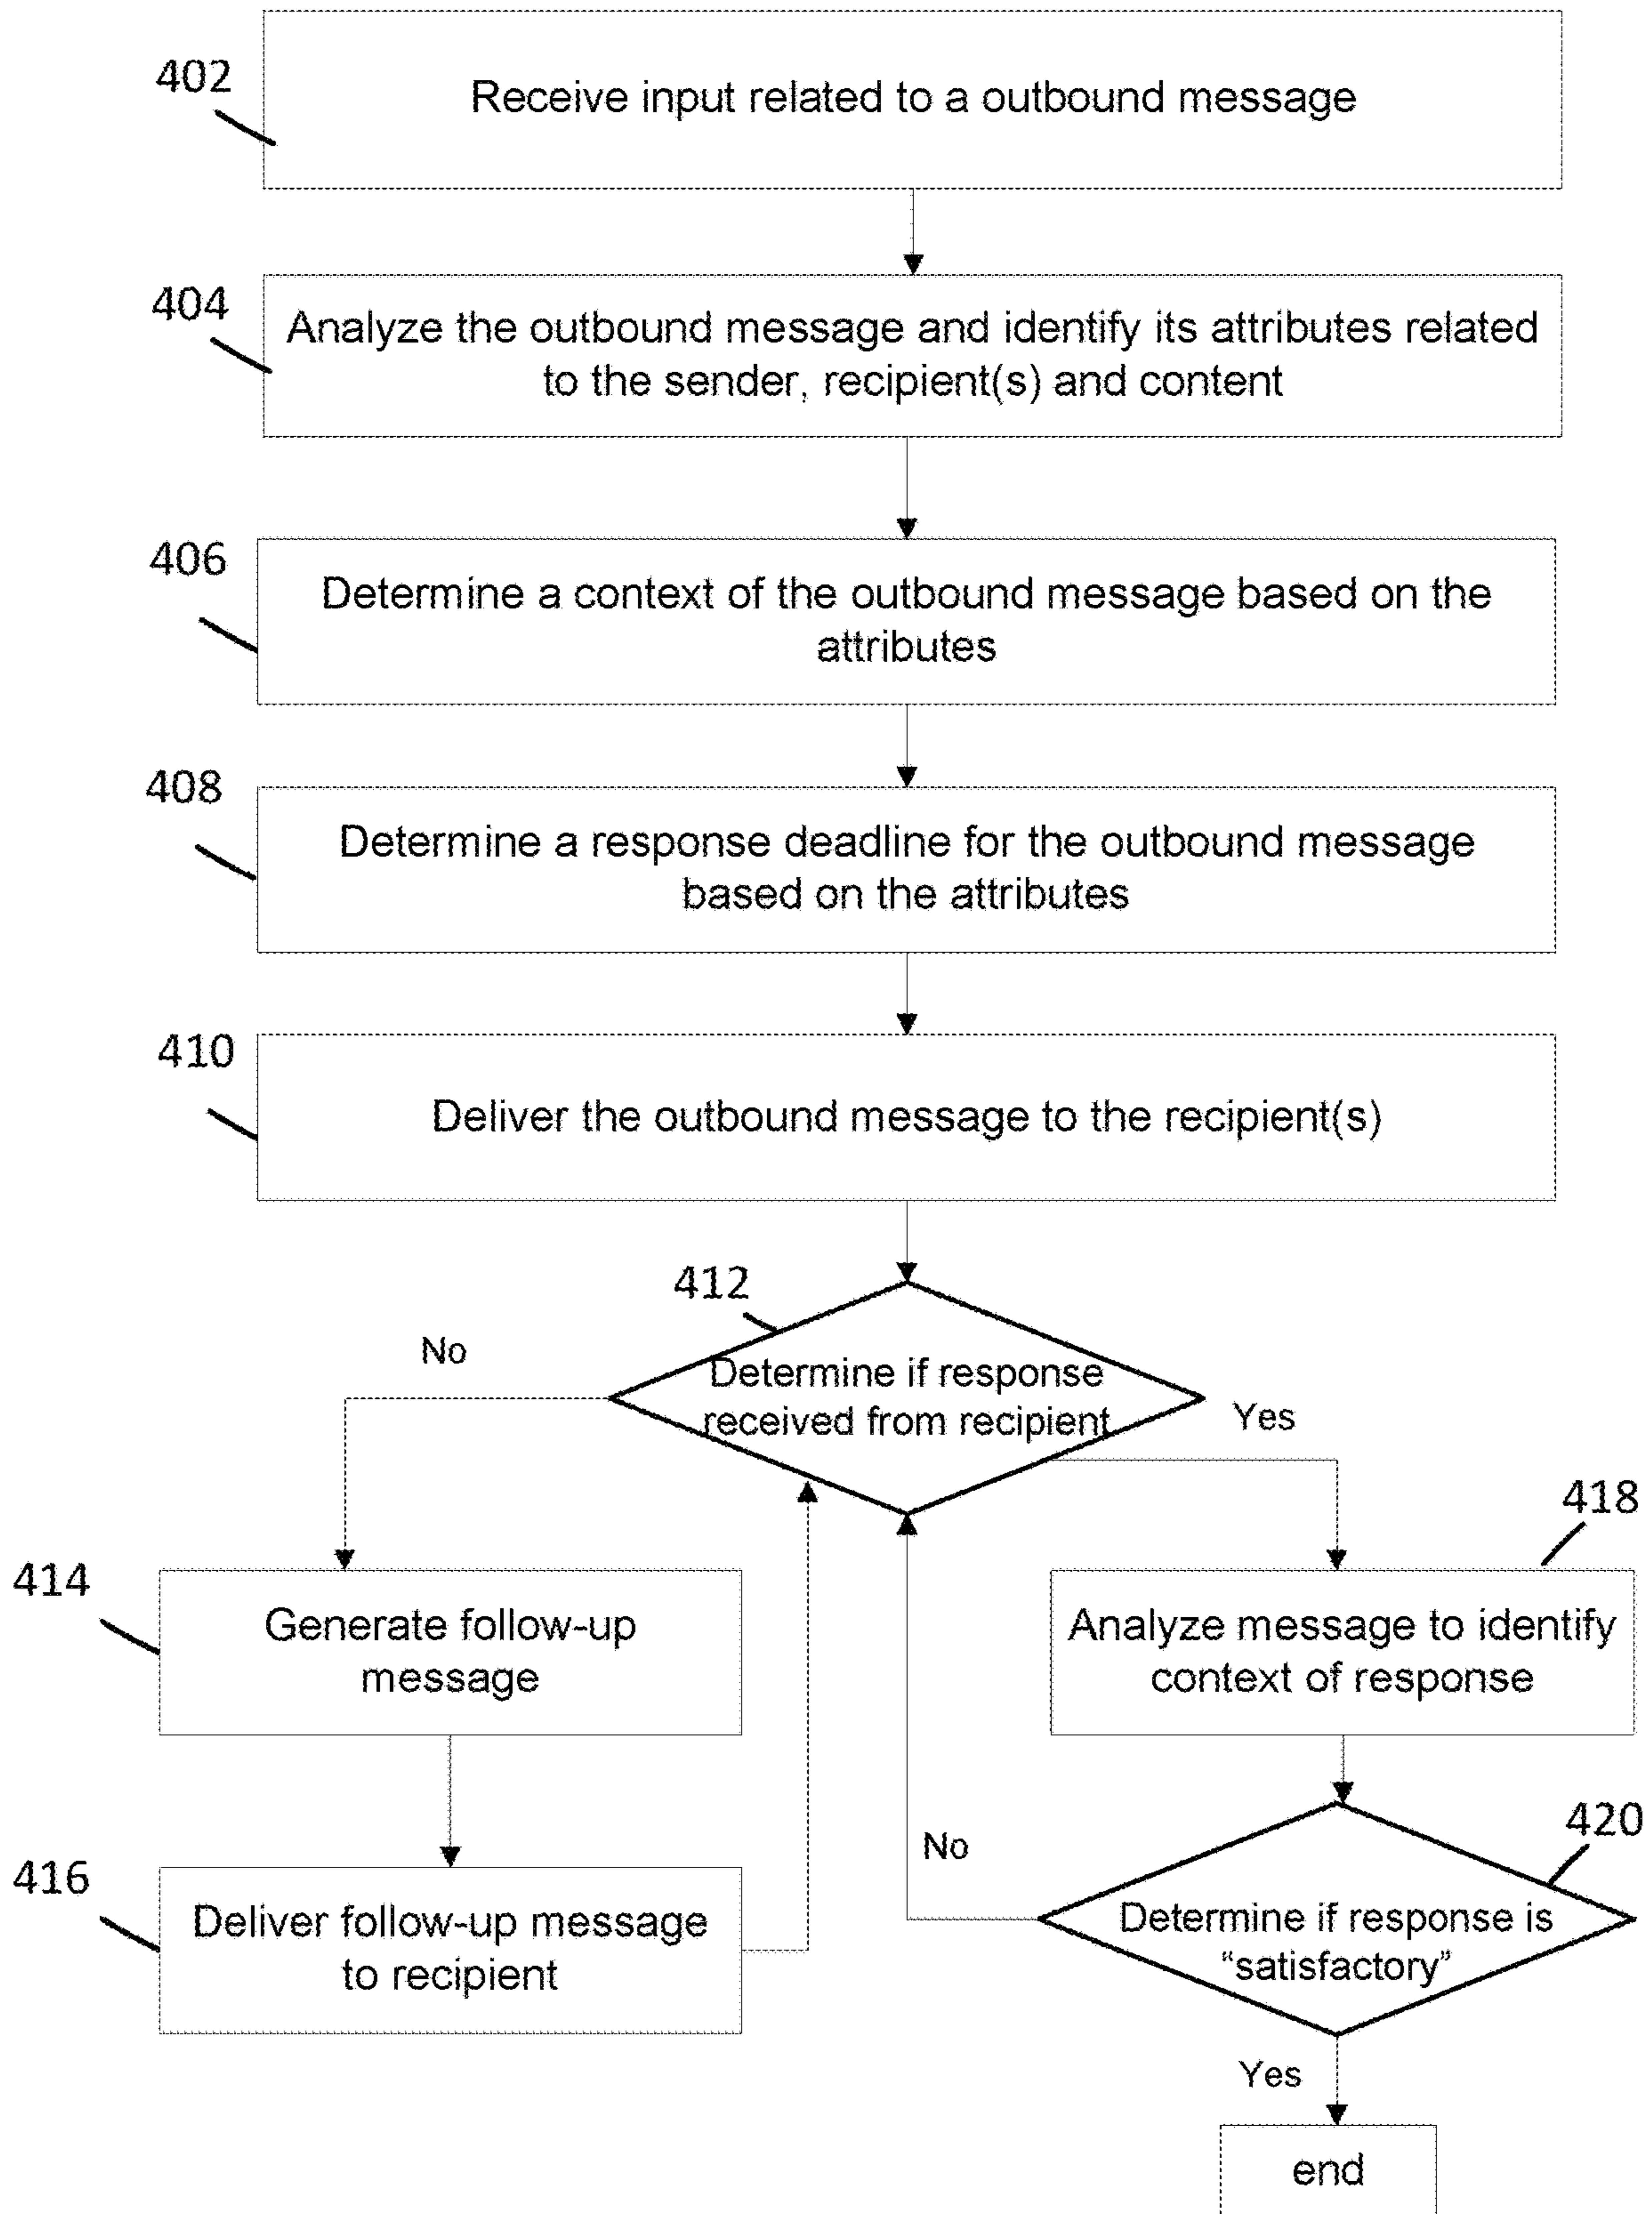 402
Receive input related to a outbound message
404
Analyze the outbound message and identify its attributes related
to the sender, recipient(s) and content
406
Determine a context of the outbound message based on the
attributes
408
Determine a response deadline for the outbound message
based on the attributes
410
Deliver the outbound message to the recipient(s)
412
No
Determine if response
received from recipient
Yes
414
Generate follow-up
message
418
Analyze message to identify
context of response
416
Deliver follow-up message
to recipient
No
420
Determine if response is
“satisfactory”
Yes
end